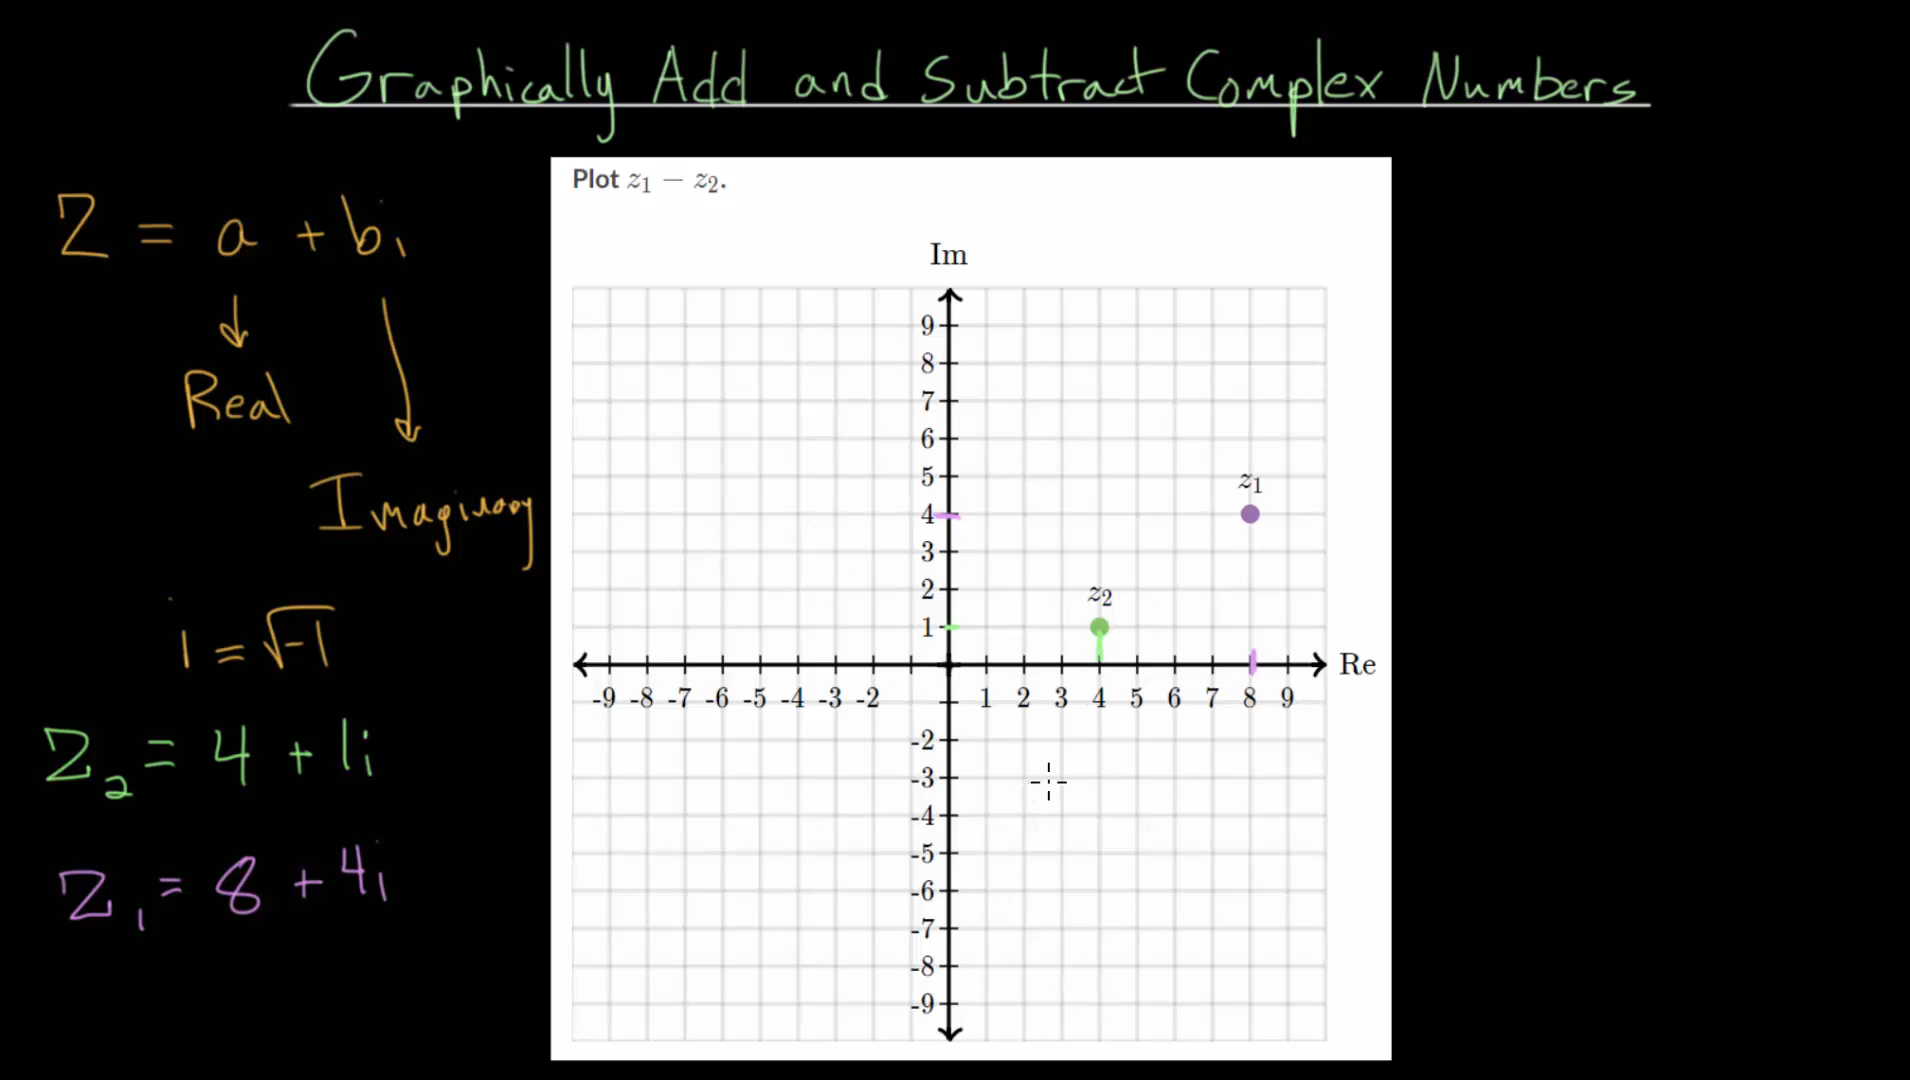 Graphically Add and Subtract Complex Numbers
Plot z₁ − z₂.
Z = a + bi
Real
Imaginary
i = √-1
Z₂ = 4 + 1i
Z₁ = 8 + 4i
Im
9
8
7
6
5
z₁
4
3
2
z₂
1
Re
-9 -8 -7 -6 -5 -4 -3 -2 1 2 3 4 5 6 7 8 9
-2
-3
-4
-5
-6
-7
-8
-9